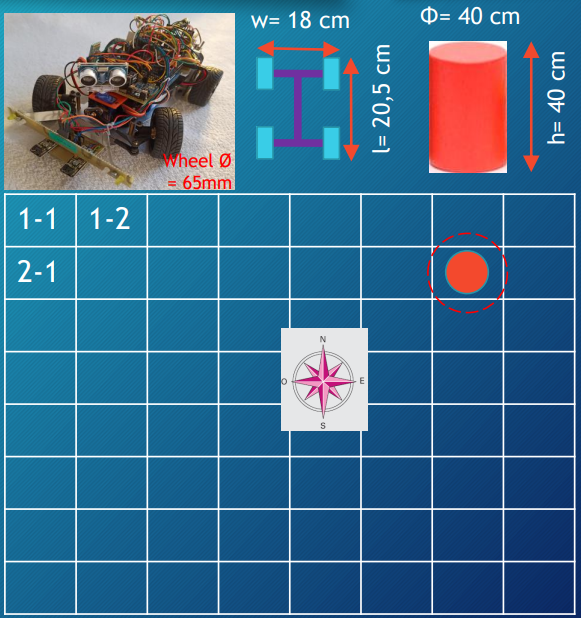 w= 18 cm
Φ= 40 cm
l= 20,5 cm
h= 40 cm
Wheel Ø
= 65mm
1-1 1-2
2-1
N
O E
S